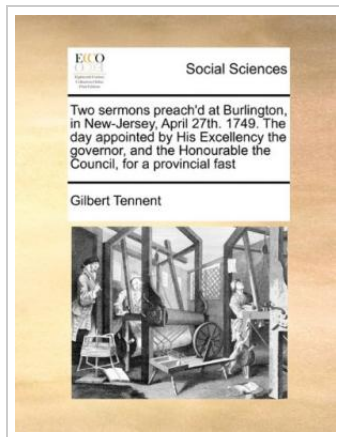 ECCO
Social Sciences
Two sermons preach'd at Burlington,
in New-Jersey, April 27th. 1749. The
day appointed by His Excellency the
governor, and the Honourable the
Council, for a provincial fast
Gilbert Tennent